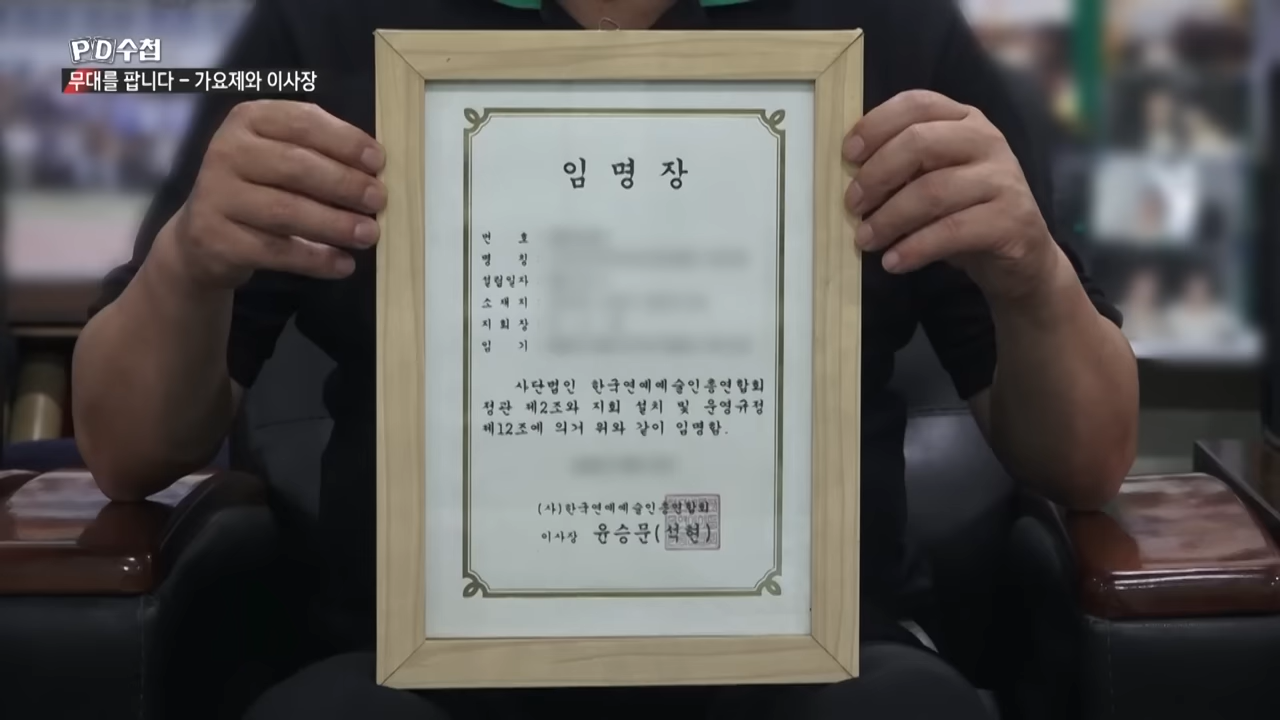 PD수첩
무대를 팝니다 - 가요제와 이사장
임 명 장
번 호
명 칭
설립일자
소 재 지
지 회 장
임 기
사단법인 한국연예예술인총연합회
정관 제2조와 지회 설치 및 운영규정
제12조에 의거 위와 같이 임명함.
(사)한국연예예술인총연합회
이사장 윤승문(석현)